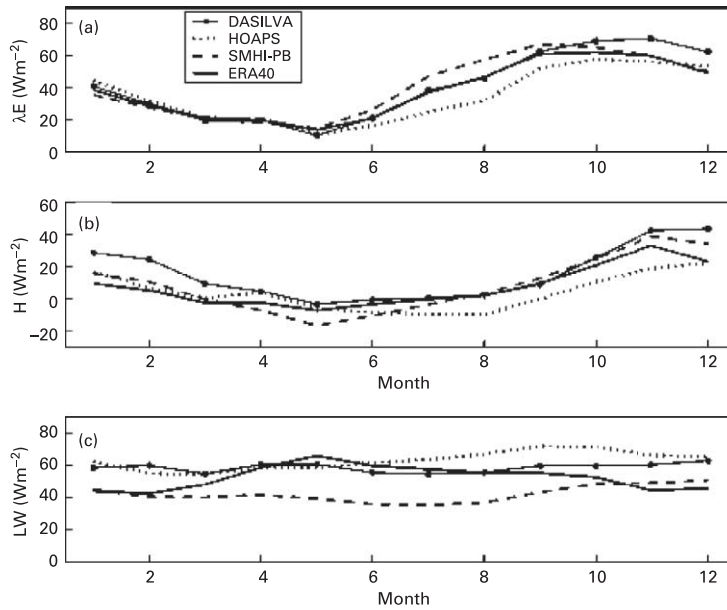 (a)
DASILVA
HOAPS
SMHI-PB
ERA40
λE (Wm⁻²)
80
60
40
20
0
2 4 6 8 10 12
(b)
H (Wm⁻²)
60
40
20
0
−20
2 4 6 8 10 12
Month
(c)
LW (Wm⁻²)
80
60
40
20
0
2 4 6 8 10 12
Month